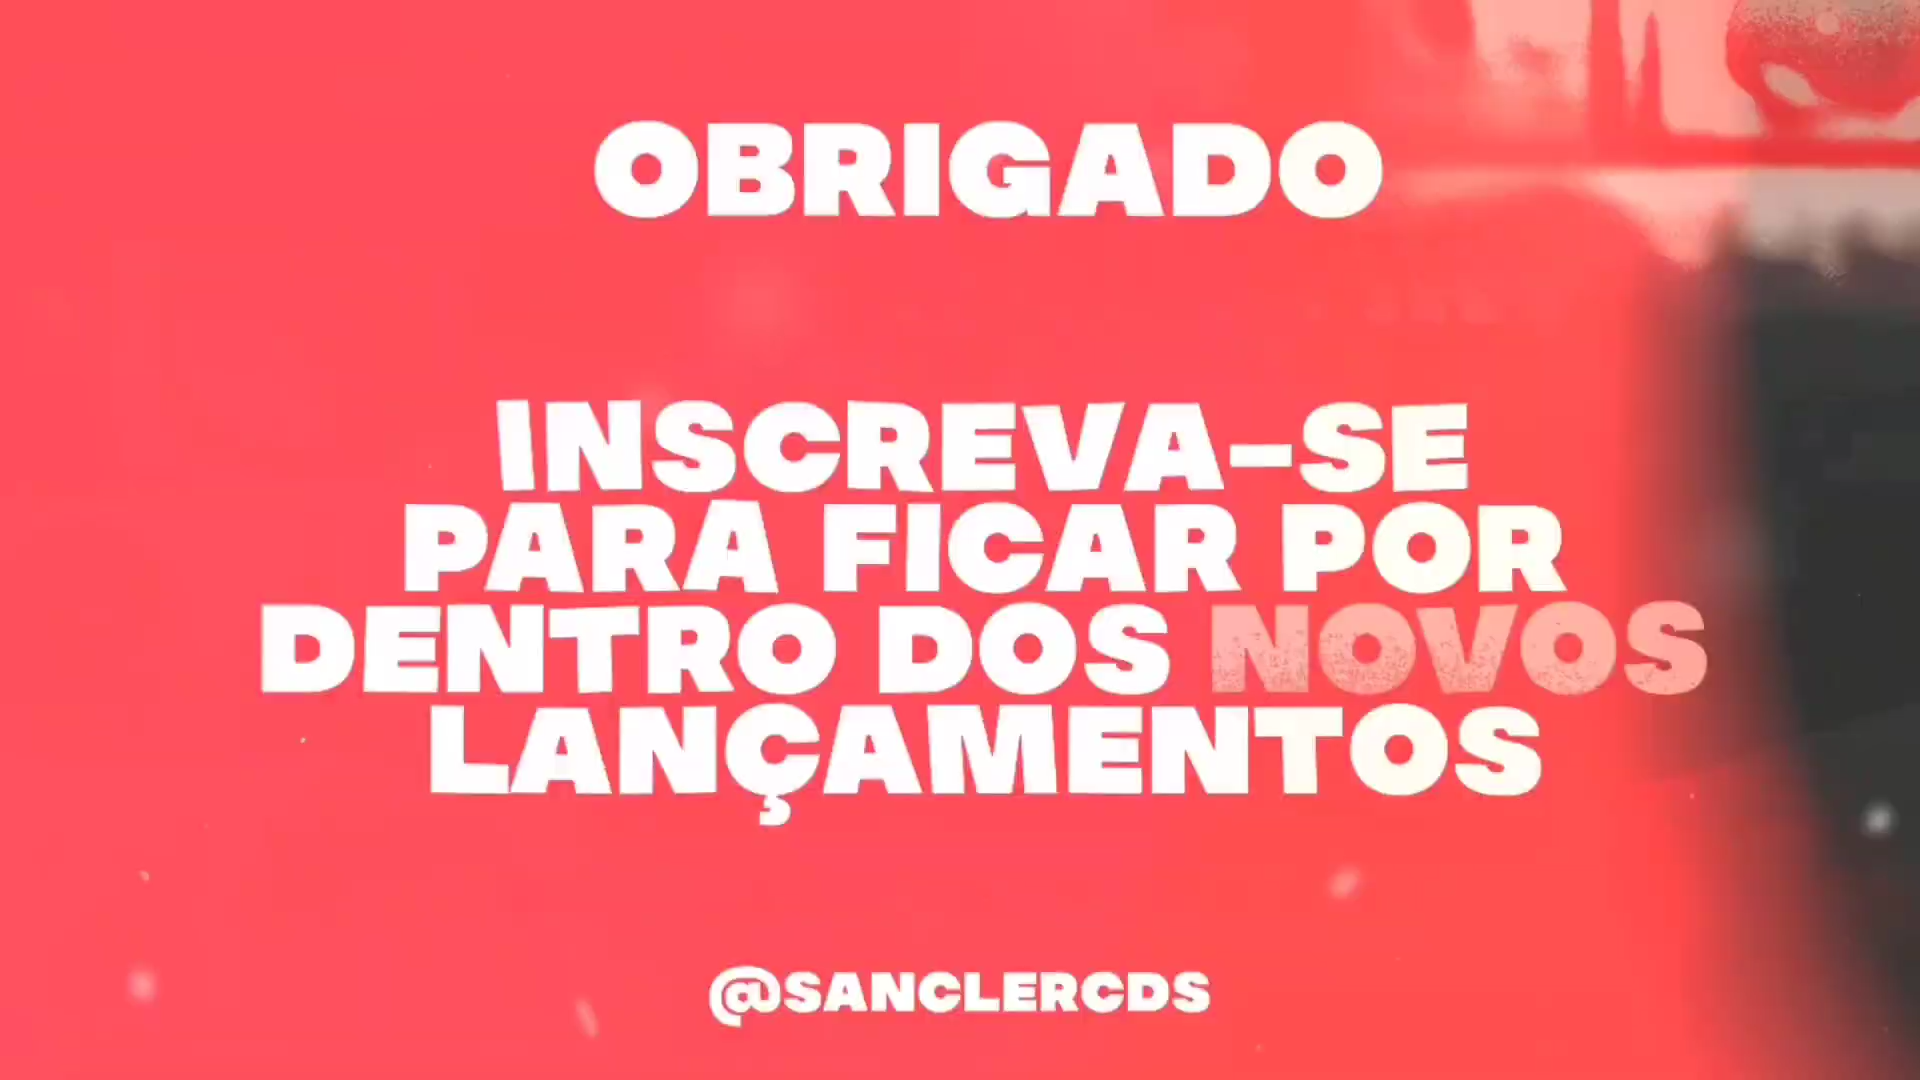 OBRIGADO
INSCREVA-SE
PARA FICAR POR
DENTRO DOS NOVOS
LANÇAMENTOS
@SANCLERCDS